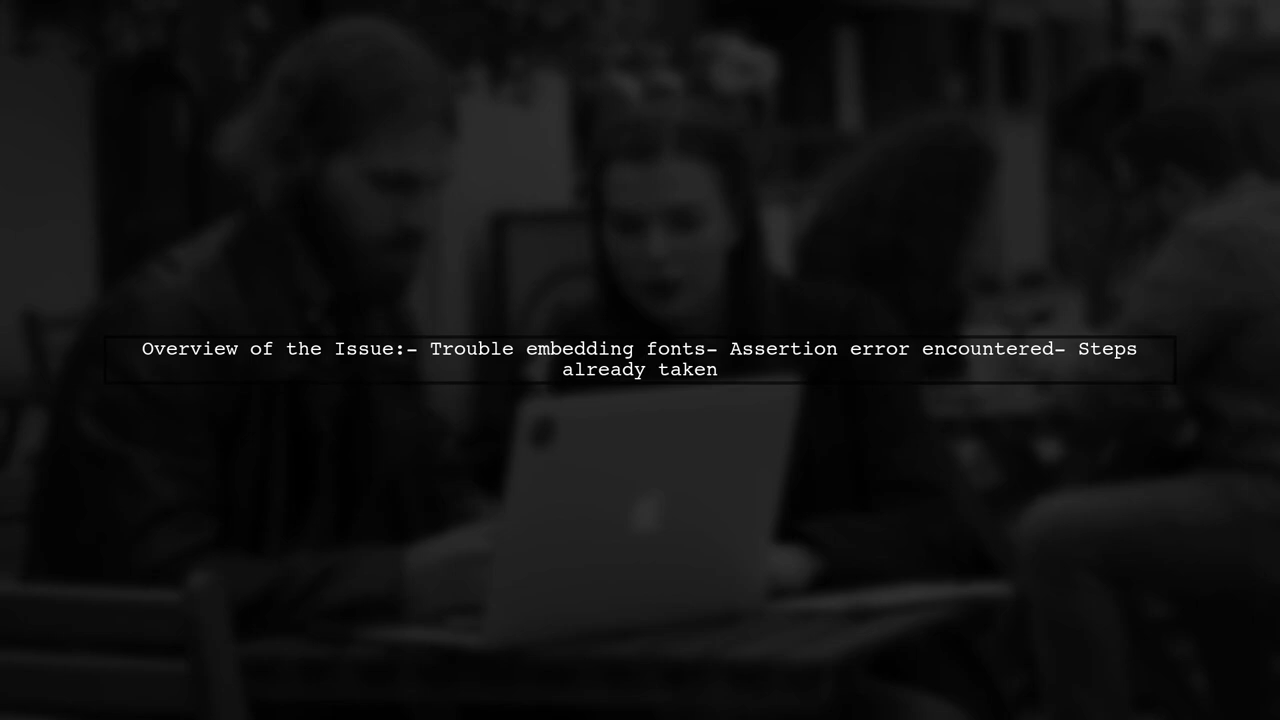 Overview of the Issue:- Trouble embedding fonts- Assertion error encountered- Steps
already taken